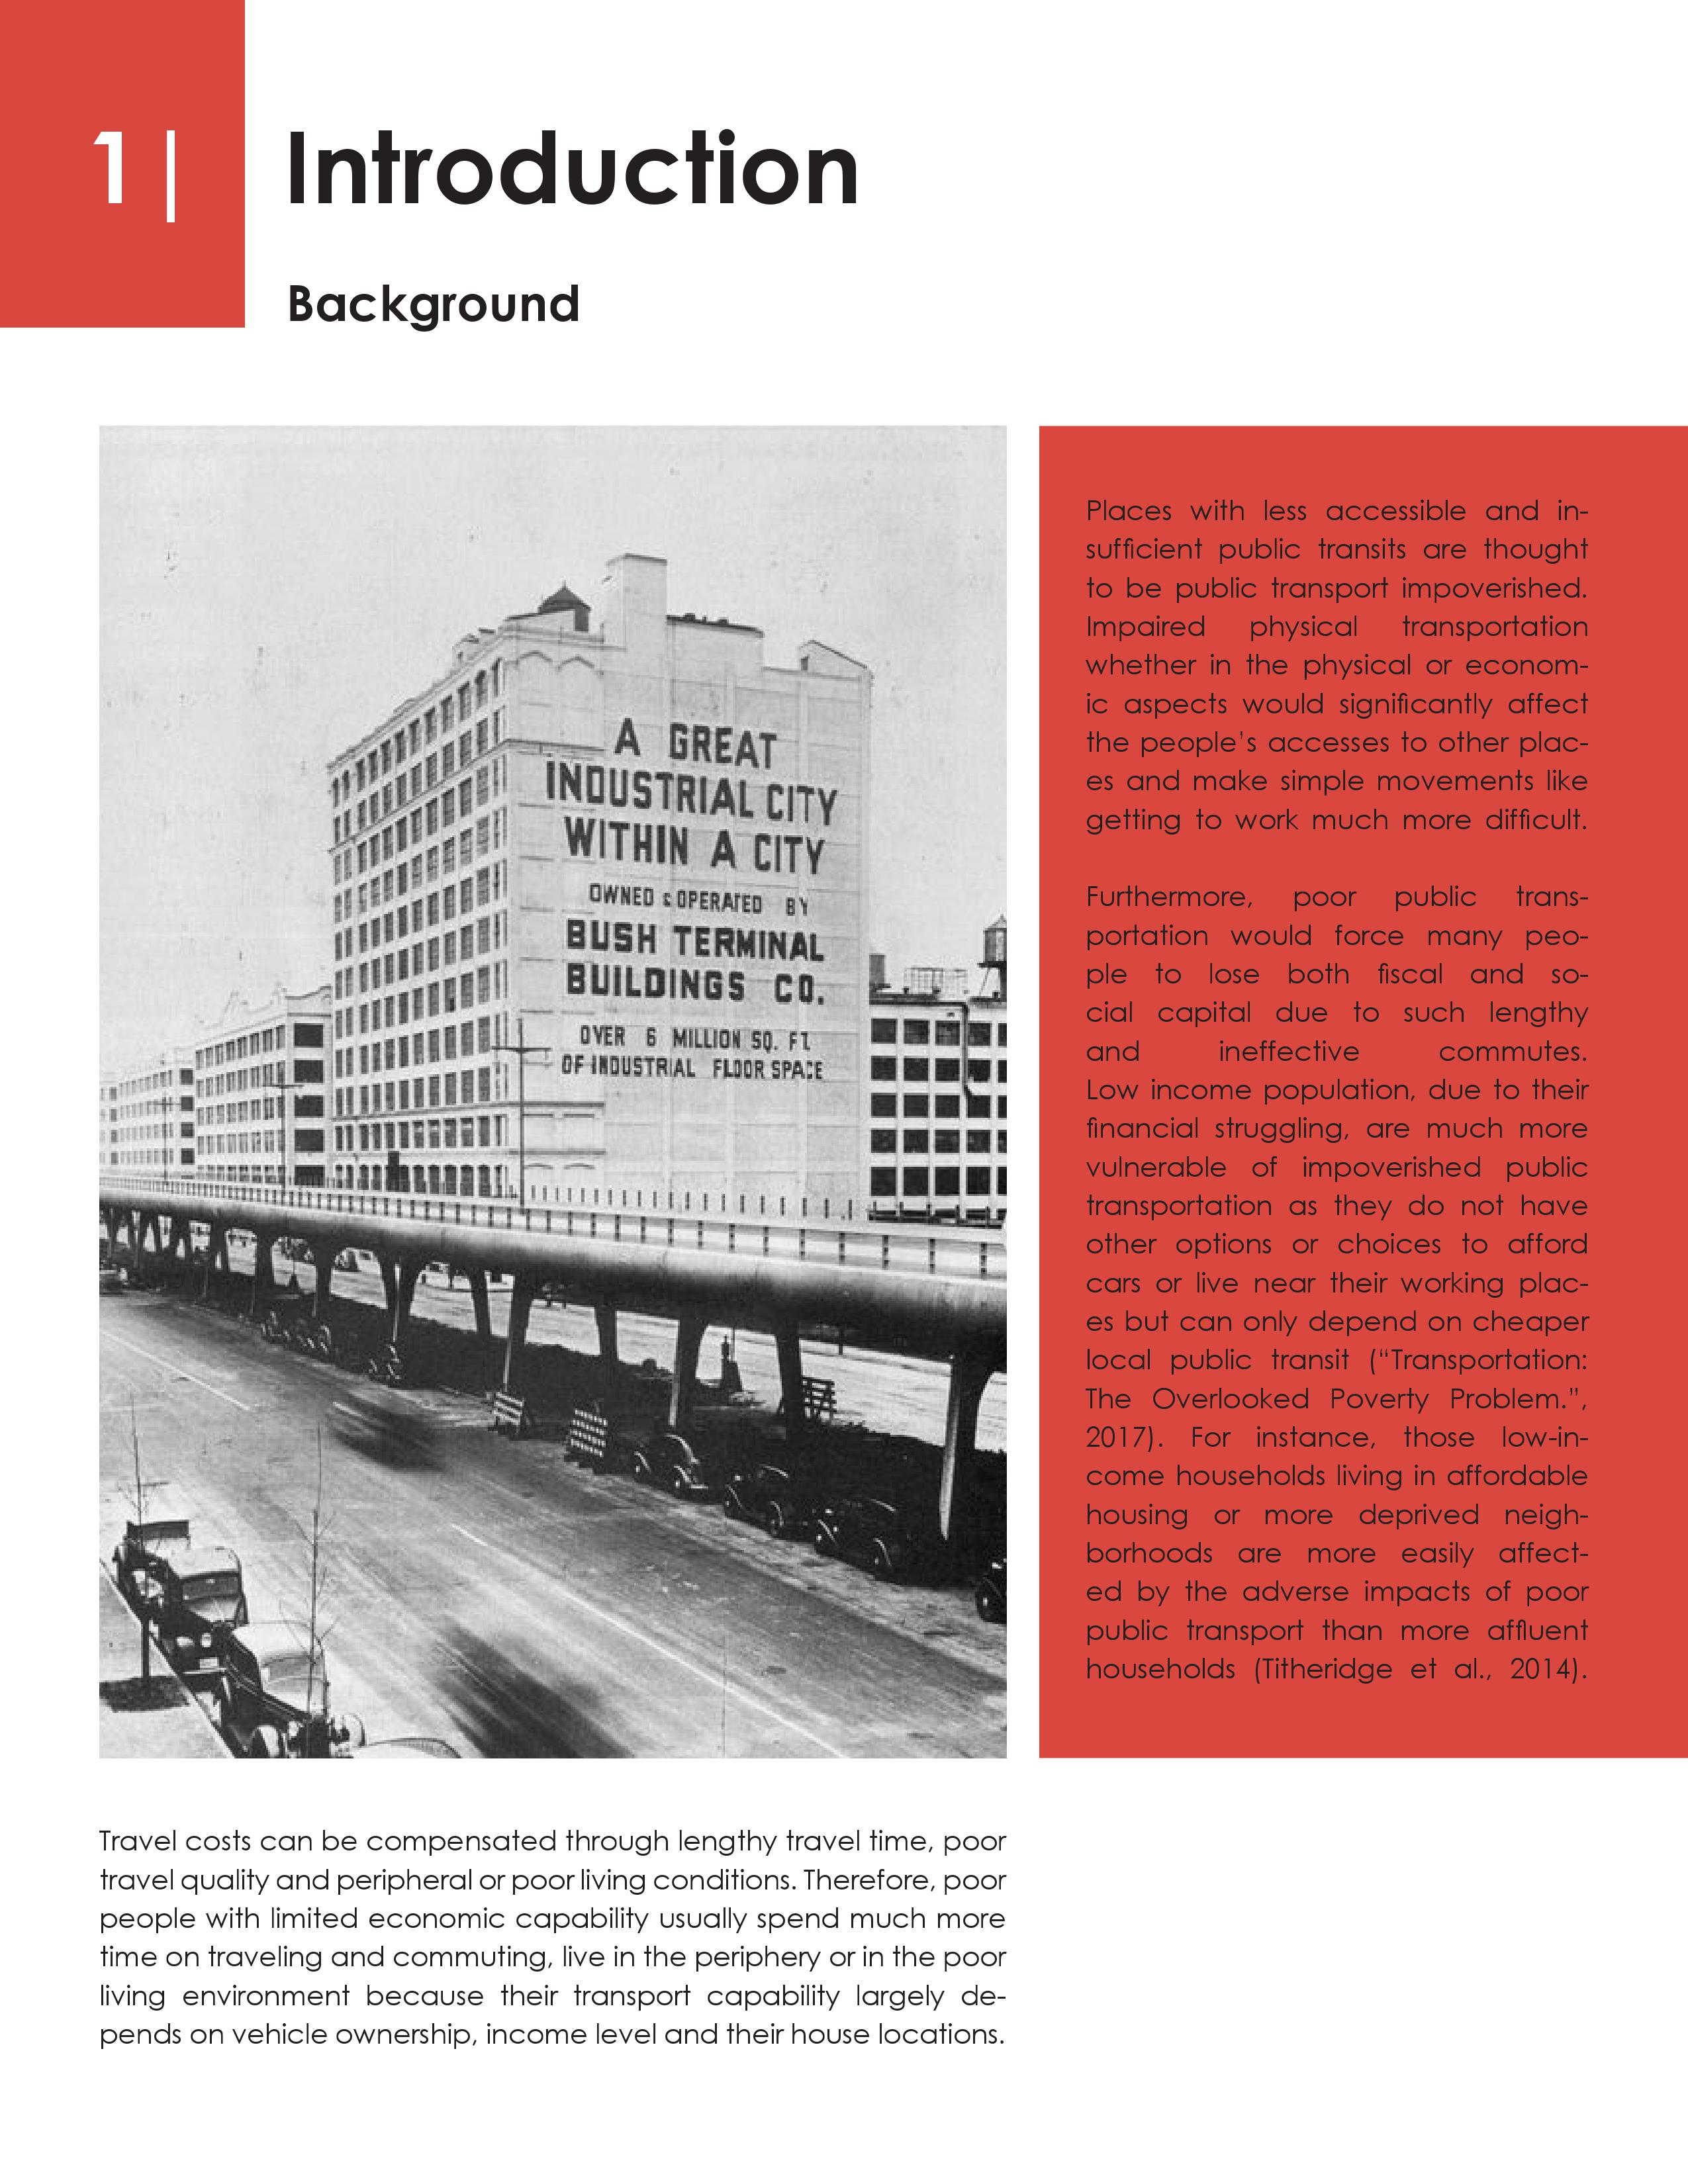 1 |
Introduction
Background
A GREAT
INDUSTRIAL CITY
WITHIN A CITY
OWNED & OPERATED BY
BUSH TERMINAL
BUILDINGS CO.
OVER 6 MILLION SQ. FT.
OF INDUSTRIAL FLOOR SPACE
Places with less accessible and in-
sufficient public transits are thought
to be public transport impoverished.
Impaired physical transportation
whether in the physical or econom-
ic aspects would significantly affect
the people's accesses to other plac-
es and make simple movements like
getting to work much more difficult.
Furthermore, poor public trans-
portation would force many peo-
ple to lose both fiscal and so-
cial capital due to such lengthy
and ineffective commutes.
Low income population, due to their
financial struggling, are much more
vulnerable of impoverished public
transportation as they do not have
other options or choices to afford
cars or live near their working plac-
es but can only depend on cheaper
local public transit (“Transportation:
The Overlooked Poverty Problem.",
2017). For instance, those low-in-
come households living in affordable
housing or more deprived neigh-
borhoods are more easily affect-
ed by the adverse impacts of poor
public transport than more affluent
households (Titheridge et al., 2014).
Travel costs can be compensated through lengthy travel time, poor
travel quality and peripheral or poor living conditions. Therefore, poor
people with limited economic capability usually spend much more
time on traveling and commuting, live in the periphery or in the poor
living environment because their transport capability largely de-
pends on vehicle ownership, income level and their house locations.